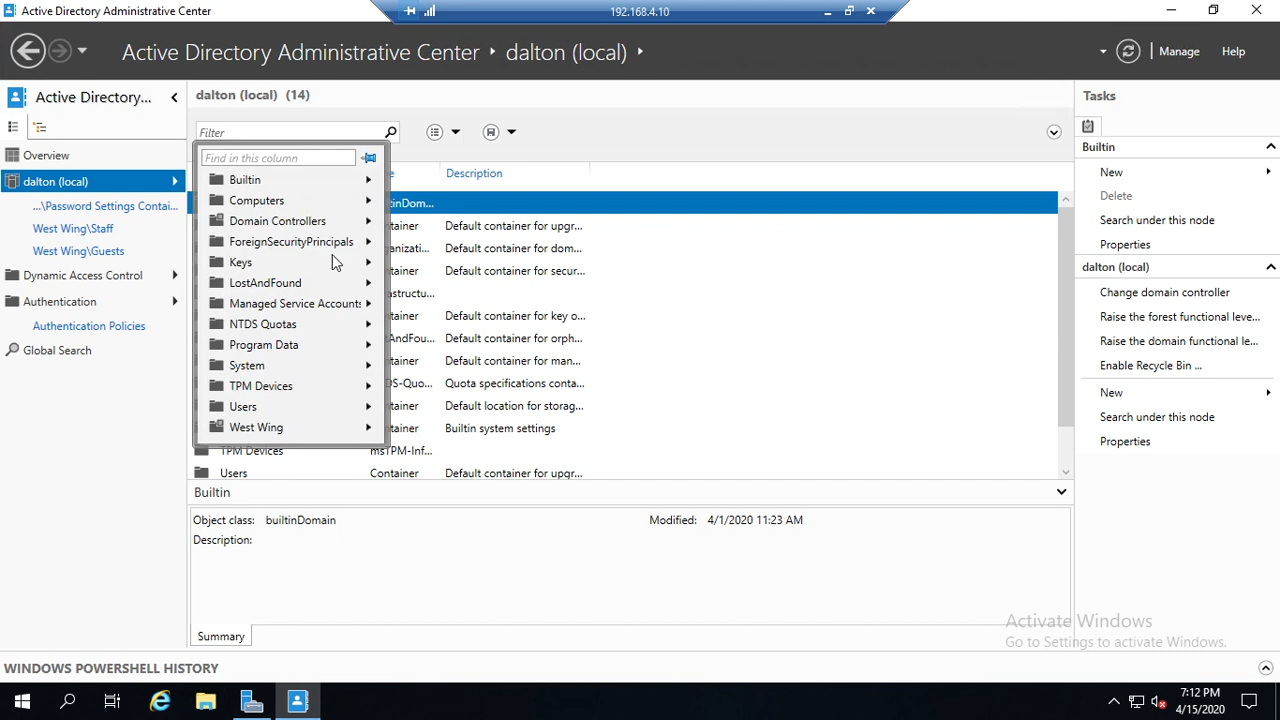 Active Directory Administrative Center
192.168.4.10
Active Directory Administrative Center
dalton (local)
Manage
Help
Active Directory...
Overview
dalton (local)
...\Password Settings Contai...
West Wing\Staff
West Wing\Guests
Dynamic Access Control
Authentication
Authentication Policies
Global Search
dalton (local) (14)
Filter
Find in this column
Builtin
Computers
Domain Controllers
ForeignSecurityPrincipals
Keys
LostAndFound
Managed Service Accounts
NTDS Quotas
Program Data
System
TPM Devices
Users
West Wing
Description
Default container for upgr...
Default container for dom...
Default container for secur...
Default container for key o...
Default container for orph...
Default container for man...
Quota specifications conta...
Default location for storag...
Builtin system settings
TPM Devices msTPM-Inf...
Users Container Default container for upgr...
Builtin
Object class: builtinDomain Modified: 4/1/2020 11:23 AM
Description:
Summary
Tasks
Builtin
New
Delete
Search under this node
Properties
dalton (local)
Change domain controller
Raise the forest functional leve...
Raise the domain functional le...
Enable Recycle Bin ...
New
Search under this node
Properties
Activate Windows
Go to Settings to activate Windows.
WINDOWS POWERSHELL HISTORY
7:12 PM
4/15/2020